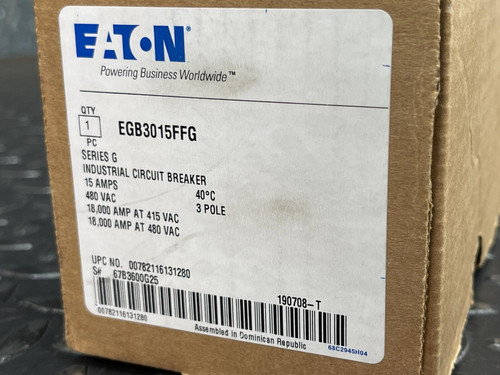 EATON
Powering Business Worldwide™
QTY
1
PC
EGB3015FFG
SERIES G
INDUSTRIAL CIRCUIT BREAKER
15 AMPS 40°C
480 VAC 3 POLE
18,000 AMP AT 415 VAC
18,000 AMP AT 480 VAC
UPC NO. 00782116131280
S# 67B3600G25
190708-T
00782116131280
Assembled in Dominican Republic
68C2945H04